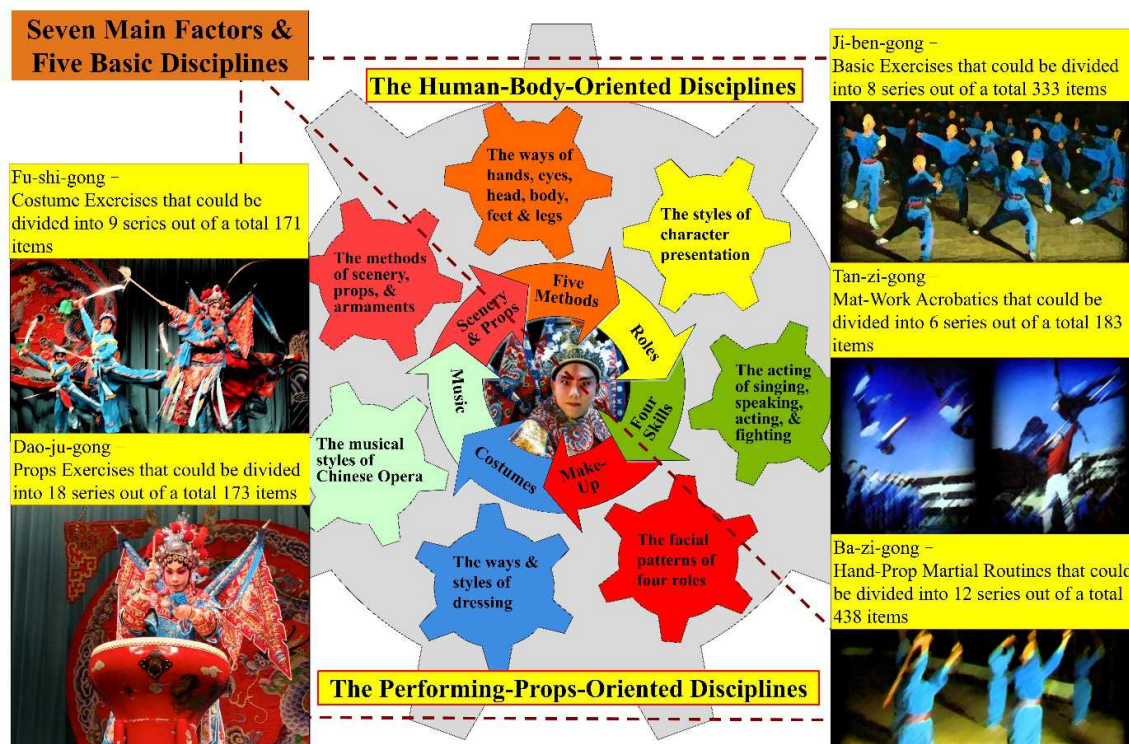 Seven Main Factors &
Five Basic Disciplines
The Human-Body-Oriented Disciplines
Ji-ben-gong –
Basic Exercises that could be divided
into 8 series out of a total 333 items
Fu-shi-gong –
Costume Exercises that could be
divided into 9 series out of a total 171
items
The ways of
hands, eyes,
head, body,
feet & legs
The styles of
character
presentation
The methods
of scenery,
props, &
armaments
Scenery
& Props
Five
Methods
Roles
Four
Skills
Make-
Up
Costumes
Music
Tan-zi-gong –
Mat-Work Acrobatics that could be
divided into 6 series out of a total 183
items
The acting
of singing,
speaking,
acting, &
fighting
Dao-ju-gong –
Props Exercises that could be divided
into 18 series out of a total 173 items
The musical
styles of
Chinese Opera
The facial
patterns of
four roles
The ways &
styles of
dressing
Ba-zi-gong –
Hand-Prop Martial Routines that could
be divided into 12 series out of a total
438 items
The Performing-Props-Oriented Disciplines